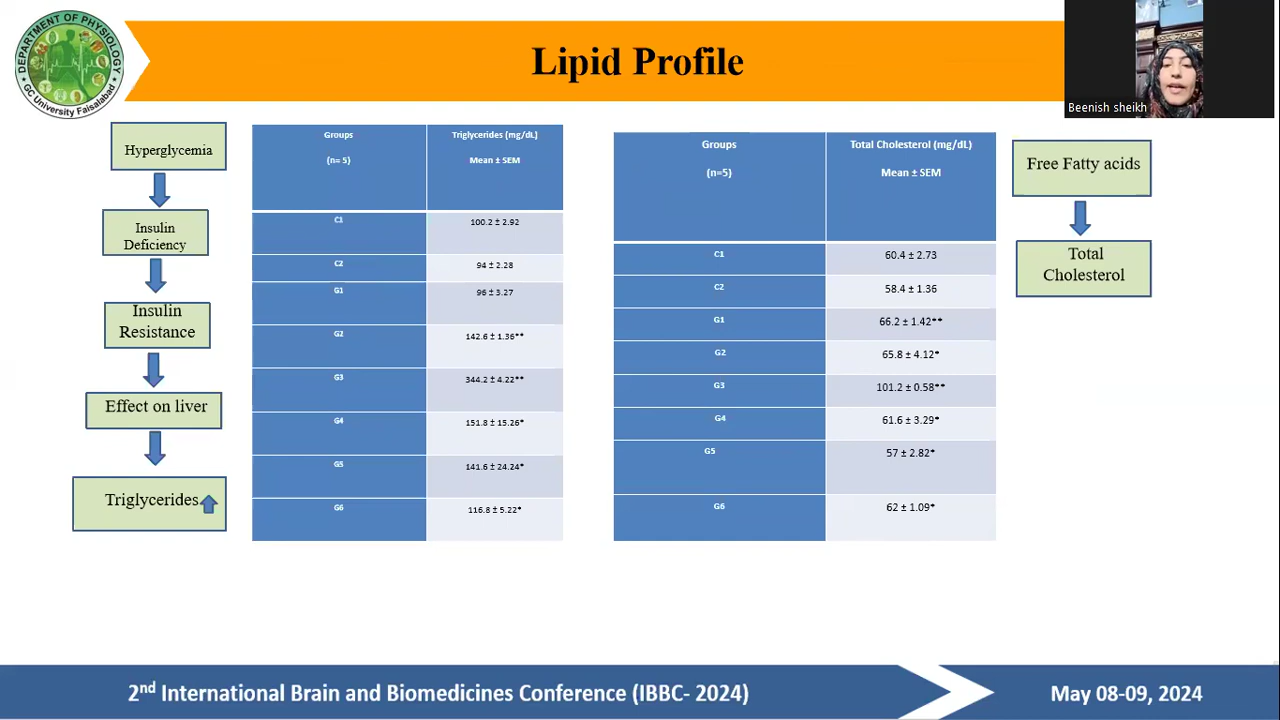 DEPARTMENT OF PHYSIOLOGY
GC University Faisalabad
Lipid Profile
Beenish sheikh
Hyperglycemia
Insulin
Deficiency
Insulin
Resistance
Effect on liver
Triglycerides
Groups
(n= 5)
Triglycerides (mg/dL)
Mean ± SEM
C1
100.2 ± 2.92
C2
94 ± 2.28
G1
96 ± 3.27
G2
142.6 ± 1.36**
G3
344.2 ± 4.22**
G4
151.8 ± 15.26*
G5
141.6 ± 24.24*
G6
116.8 ± 5.22*
Groups
(n=5)
Total Cholesterol (mg/dL)
Mean ± SEM
C1
60.4 ± 2.73
C2
58.4 ± 1.36
G1
66.2 ± 1.42**
G2
65.8 ± 4.12*
G3
101.2 ± 0.58**
G4
61.6 ± 3.29*
G5
57 ± 2.82*
G6
62 ± 1.09*
Free Fatty acids
Total
Cholesterol
2nd International Brain and Biomedicines Conference (IBBC- 2024)
May 08-09, 2024